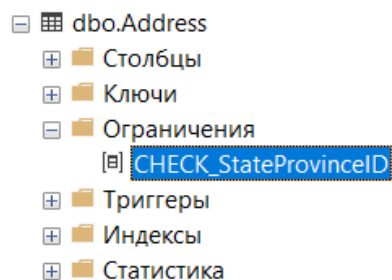 dbo.Address
Столбцы
Ключи
Ограничения
CHECK_StateProvinceID
Триггеры
Индексы
Статистика